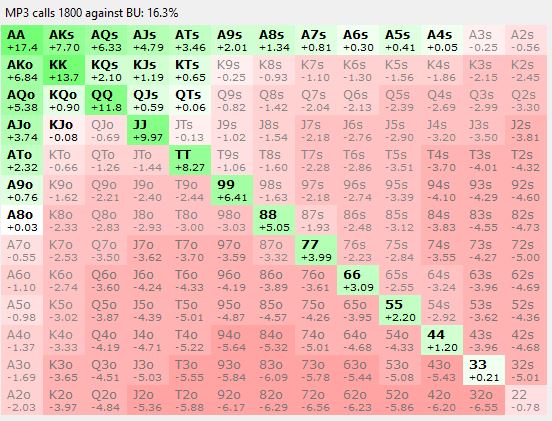 MP3 calls 1800 against BU: 16.3%
AA AKs AQs AJs ATs A9s A8s A7s A6s A5s A4s A3s A2s
+17.4 +7.70 +6.33 +4.79 +3.46 +2.01 +1.34 +0.81 +0.30 +0.41 +0.05 -0.25 -0.56
AKo KK KQs KJs KTs K9s K8s K7s K6s K5s K4s K3s K2s
+6.84 +13.7 +2.10 +1.19 +0.65 -0.25 -0.93 -1.10 -1.30 -1.56 -1.86 -2.15 -2.45
AQo KQo QQ QJs QTs Q9s Q8s Q7s Q6s Q5s Q4s Q3s Q2s
+5.38 +0.90 +11.8 +0.59 +0.06 -0.82 -1.42 -2.04 -2.13 -2.39 -2.69 -2.99 -3.30
AJo KJo QJo JJ JTs J9s J8s J7s J6s J5s J4s J3s J2s
+3.74 -0.08 -0.69 +9.97 -0.13 -1.02 -1.54 -2.18 -2.76 -2.90 -3.20 -3.50 -3.81
ATo KTo QTo JTo TT T9s T8s T7s T6s T5s T4s T3s T2s
+2.32 -0.66 -1.26 -1.44 +8.27 -1.06 -1.60 -2.28 -2.86 -3.51 -3.70 -4.01 -4.32
A9o K9o Q9o J9o T9o 99 98s 97s 96s 95s 94s 93s 92s
+0.76 -1.62 -2.21 -2.40 -2.44 +6.41 -1.63 -2.18 -2.74 -3.39 -4.10 -4.29 -4.60
A8o K8o Q8o J8o T8o 98o 88 87s 86s 85s 84s 83s 82s
+0.03 -2.33 -2.83 -2.93 -3.00 -3.03 +5.05 -1.93 -2.48 -3.12 -3.83 -4.55 -4.73
A7o K7o Q7o J7o T7o 97o 87o 77 76s 75s 74s 73s 72s
-0.55 -2.53 -3.50 -3.62 -3.70 -3.59 -3.32 +3.99 -2.23 -2.84 -3.55 -4.27 -5.00
A6o K6o Q6o J6o T6o 96o 86o 76o 66 65s 64s 63s 62s
-1.10 -2.74 -3.60 -4.24 -4.33 -4.19 -3.89 -3.61 +3.09 -2.55 -3.24 -3.96 -4.69
A5o K5o Q5o J5o T5o 95o 85o 75o 65o 55 54s 53s 52s
-0.98 -3.02 -3.87 -4.39 -5.01 -4.87 -4.57 -4.26 -3.95 +2.20 -2.92 -3.62 -4.36
A4o K4o Q4o J4o T4o 94o 84o 74o 64o 54o 44 43s 42s
-1.37 -3.33 -4.19 -4.71 -5.22 -5.64 -5.32 -5.01 -4.68 -4.33 +1.20 -3.96 -4.68
A3o K3o Q3o J3o T3o 93o 83o 73o 63o 53o 43o 33 32s
-1.69 -3.65 -4.51 -5.03 -5.55 -5.84 -6.09 -5.78 -5.44 -5.08 -5.43 +0.21 -5.01
A2o K2o Q2o J2o T2o 92o 82o 72o 62o 52o 42o 32o 22
-2.03 -3.97 -4.84 -5.36 -5.88 -6.17 -6.29 -6.56 -6.23 -5.86 -6.20 -6.55 -0.78